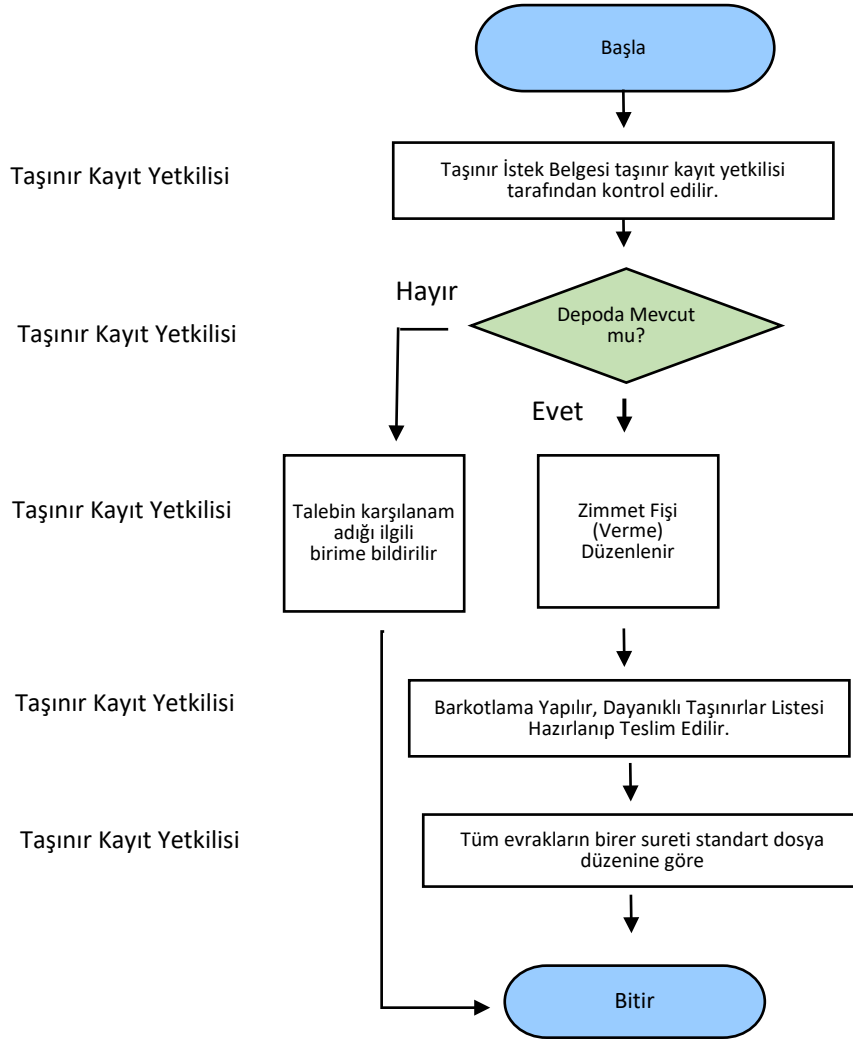 Başla
Taşınır Kayıt Yetkilisi
Taşınır İstek Belgesi taşınır kayıt yetkilisi
tarafından kontrol edilir.
Hayır
Taşınır Kayıt Yetkilisi
Depoda Mevcut
mu?
Evet
Taşınır Kayıt Yetkilisi
Talebin karşılanam
adığı ilgili
birime bildirilir
Zimmet Fişi
(Verme)
Düzenlenir
Taşınır Kayıt Yetkilisi
Barkotlama Yapılır, Dayanıklı Taşınırlar Listesi
Hazırlanıp Teslim Edilir.
Taşınır Kayıt Yetkilisi
Tüm evrakların birer sureti standart dosya
düzenine göre
Bitir